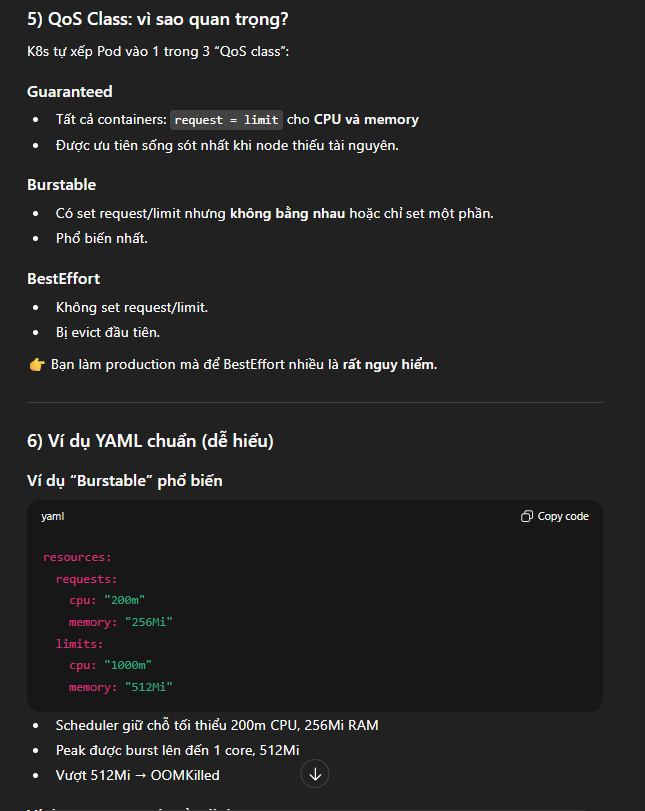 5) QoS Class: vì sao quan trọng?
K8s tự xếp Pod vào 1 trong 3 “QoS class”:
Guaranteed
• Tất cả containers: request = limit cho CPU và memory
• Được ưu tiên sống sót nhất khi node thiếu tài nguyên.
Burstable
• Có set request/limit nhưng không bằng nhau hoặc chỉ set một phần.
• Phổ biến nhất.
BestEffort
• Không set request/limit.
• Bị evict đầu tiên.
👉 Bạn làm production mà để BestEffort nhiều là rất nguy hiểm.
6) Ví dụ YAML chuẩn (dễ hiểu)
Ví dụ “Burstable” phổ biến
yaml
Copy code
resources:
  requests:
    cpu: "200m"
    memory: "256Mi"
  limits:
    cpu: "1000m"
    memory: "512Mi"
• Scheduler giữ chỗ tối thiểu 200m CPU, 256Mi RAM
• Peak được burst lên đến 1 core, 512Mi
• Vượt 512Mi → OOMKilled